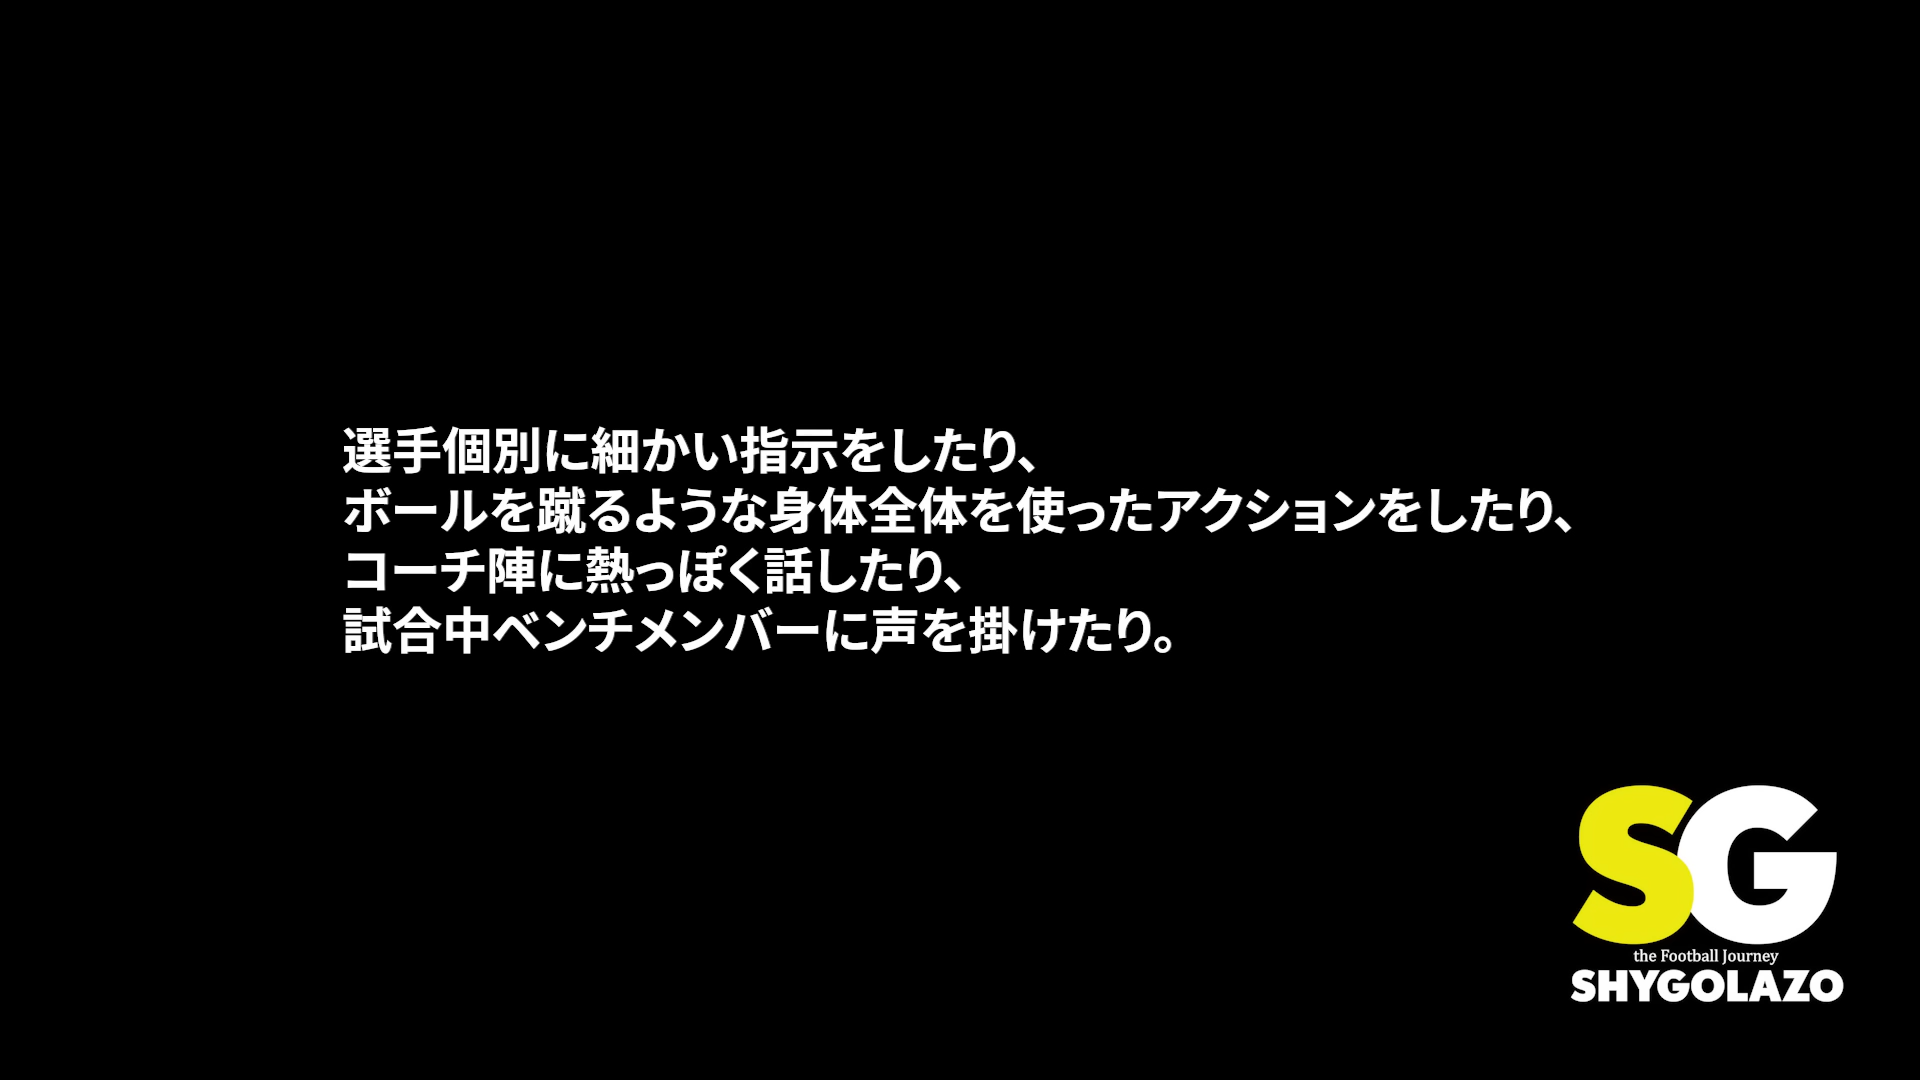 選手個別に細かい指示をしたり、
ボールを蹴るような身体全体を使ったアクションをしたり、
コーチ陣に熱っぽく話したり、
試合中ベンチメンバーに声を掛けたり。
SG
the Football Journey
SHYGOLAZO